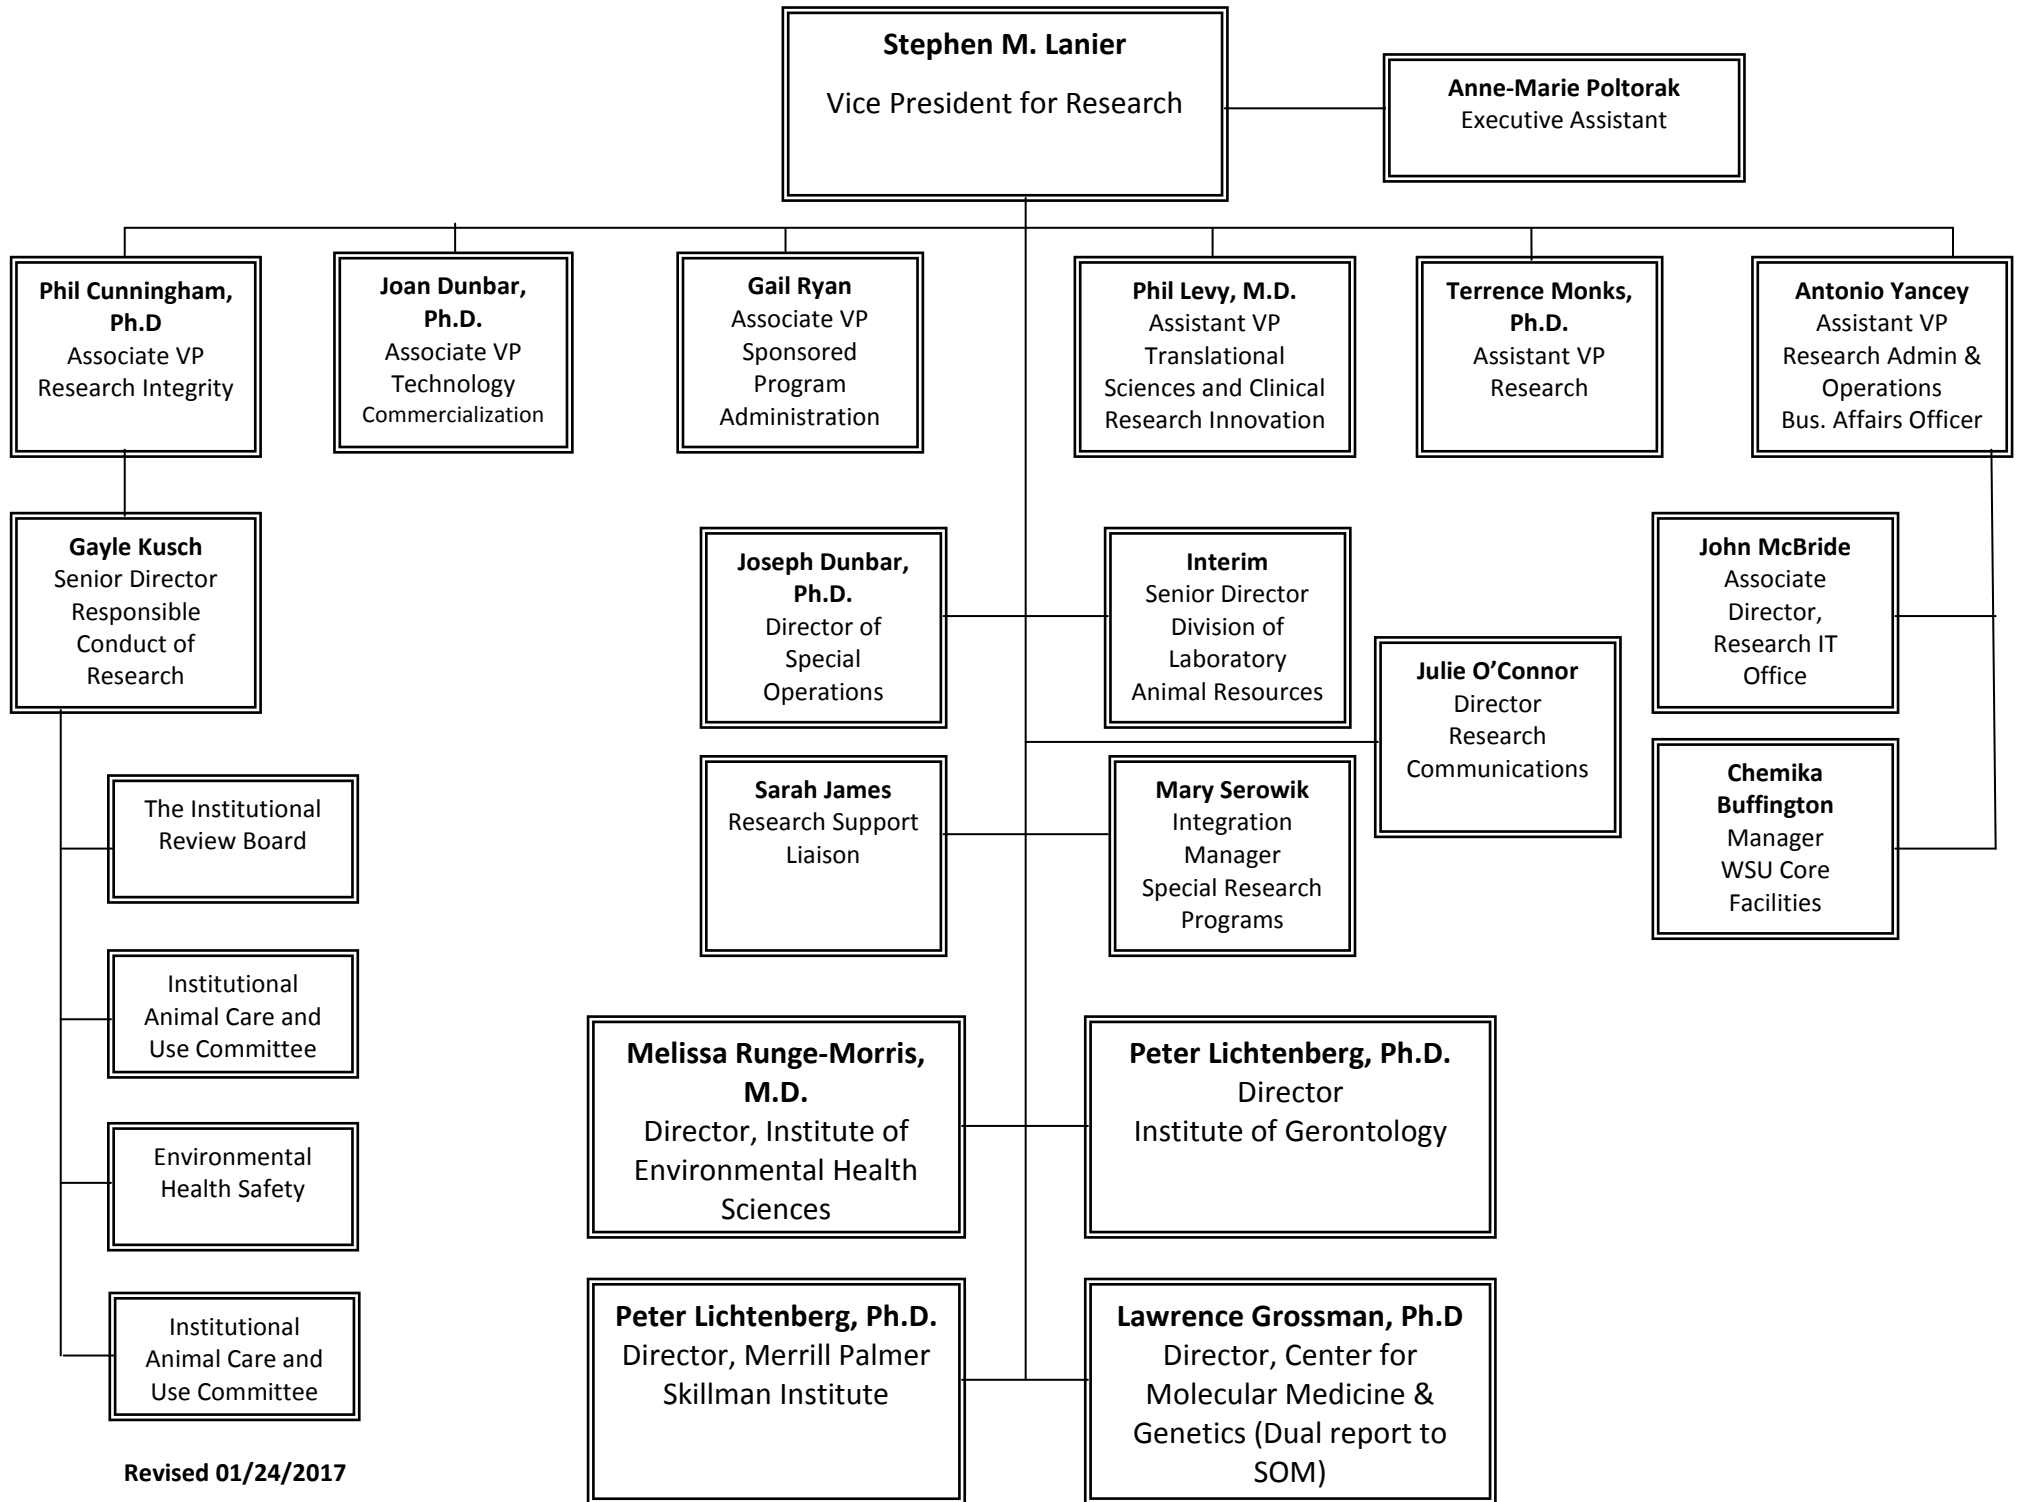 Stephen M. Lanier
Vice President for Research
Anne-Marie Poltorak
Executive Assistant
Phil Cunningham,
Ph.D
Associate VP
Research Integrity
Joan Dunbar,
Ph.D.
Associate VP
Technology
Commercialization
Gail Ryan
Associate VP
Sponsored
Program
Administration
Phil Levy, M.D.
Assistant VP
Translational
Sciences and Clinical
Research Innovation
Terrence Monks,
Ph.D.
Assistant VP
Research
Antonio Yancey
Assistant VP
Research Admin &
Operations
Bus. Affairs Officer
Gayle Kusch
Senior Director
Responsible
Conduct of
Research
Joseph Dunbar,
Ph.D.
Director of
Special
Operations
Interim
Senior Director
Division of
Laboratory
Animal Resources
Julie O’Connor
Director
Research
Communications
John McBride
Associate
Director,
Research IT
Office
Sarah James
Research Support
Liaison
Mary Serowik
Integration
Manager
Special Research
Programs
Chemika
Buffington
Manager
WSU Core
Facilities
The Institutional
Review Board
Institutional
Animal Care and
Use Committee
Environmental
Health Safety
Institutional
Animal Care and
Use Committee
Melissa Runge-Morris,
M.D.
Director, Institute of
Environmental Health
Sciences
Peter Lichtenberg, Ph.D.
Director
Institute of Gerontology
Peter Lichtenberg, Ph.D.
Director, Merrill Palmer
Skillman Institute
Lawrence Grossman, Ph.D
Director, Center for
Molecular Medicine &
Genetics (Dual report to
SOM)
Revised 01/24/2017